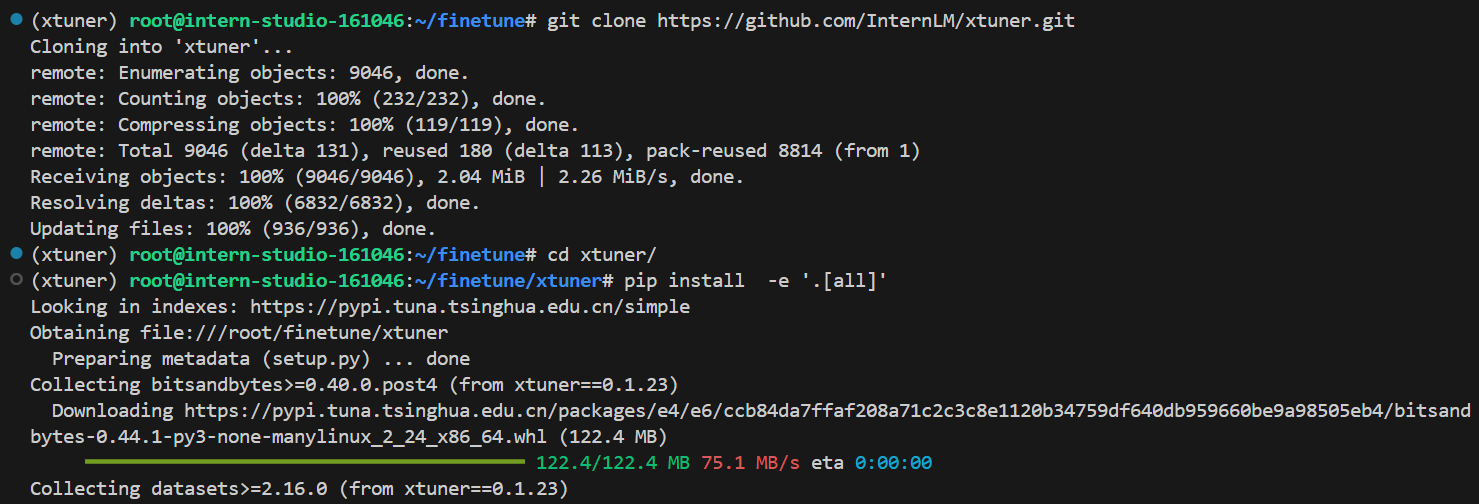 (xtuner) root@intern-studio-161046:~/finetune# git clone https://github.com/InternLM/xtuner.git
Cloning into 'xtuner'...
remote: Enumerating objects: 9046, done.
remote: Counting objects: 100% (232/232), done.
remote: Compressing objects: 100% (119/119), done.
remote: Total 9046 (delta 131), reused 180 (delta 113), pack-reused 8814 (from 1)
Receiving objects: 100% (9046/9046), 2.04 MiB | 2.26 MiB/s, done.
Resolving deltas: 100% (6832/6832), done.
Updating files: 100% (936/936), done.
(xtuner) root@intern-studio-161046:~/finetune# cd xtuner/
(xtuner) root@intern-studio-161046:~/finetune/xtuner# pip install  -e '.[all]'
Looking in indexes: https://pypi.tuna.tsinghua.edu.cn/simple
Obtaining file:///root/finetune/xtuner
  Preparing metadata (setup.py) ... done
Collecting bitsandbytes>=0.40.0.post4 (from xtuner==0.1.23)
  Downloading https://pypi.tuna.tsinghua.edu.cn/packages/e4/e6/ccb84da7ffaf208a71c2c3c8e1120b34759df640db959660be9a98505eb4/bitsand
bytes-0.44.1-py3-none-manylinux_2_24_x86_64.whl (122.4 MB)
122.4/122.4 MB 75.1 MB/s eta 0:00:00
Collecting datasets>=2.16.0 (from xtuner==0.1.23)